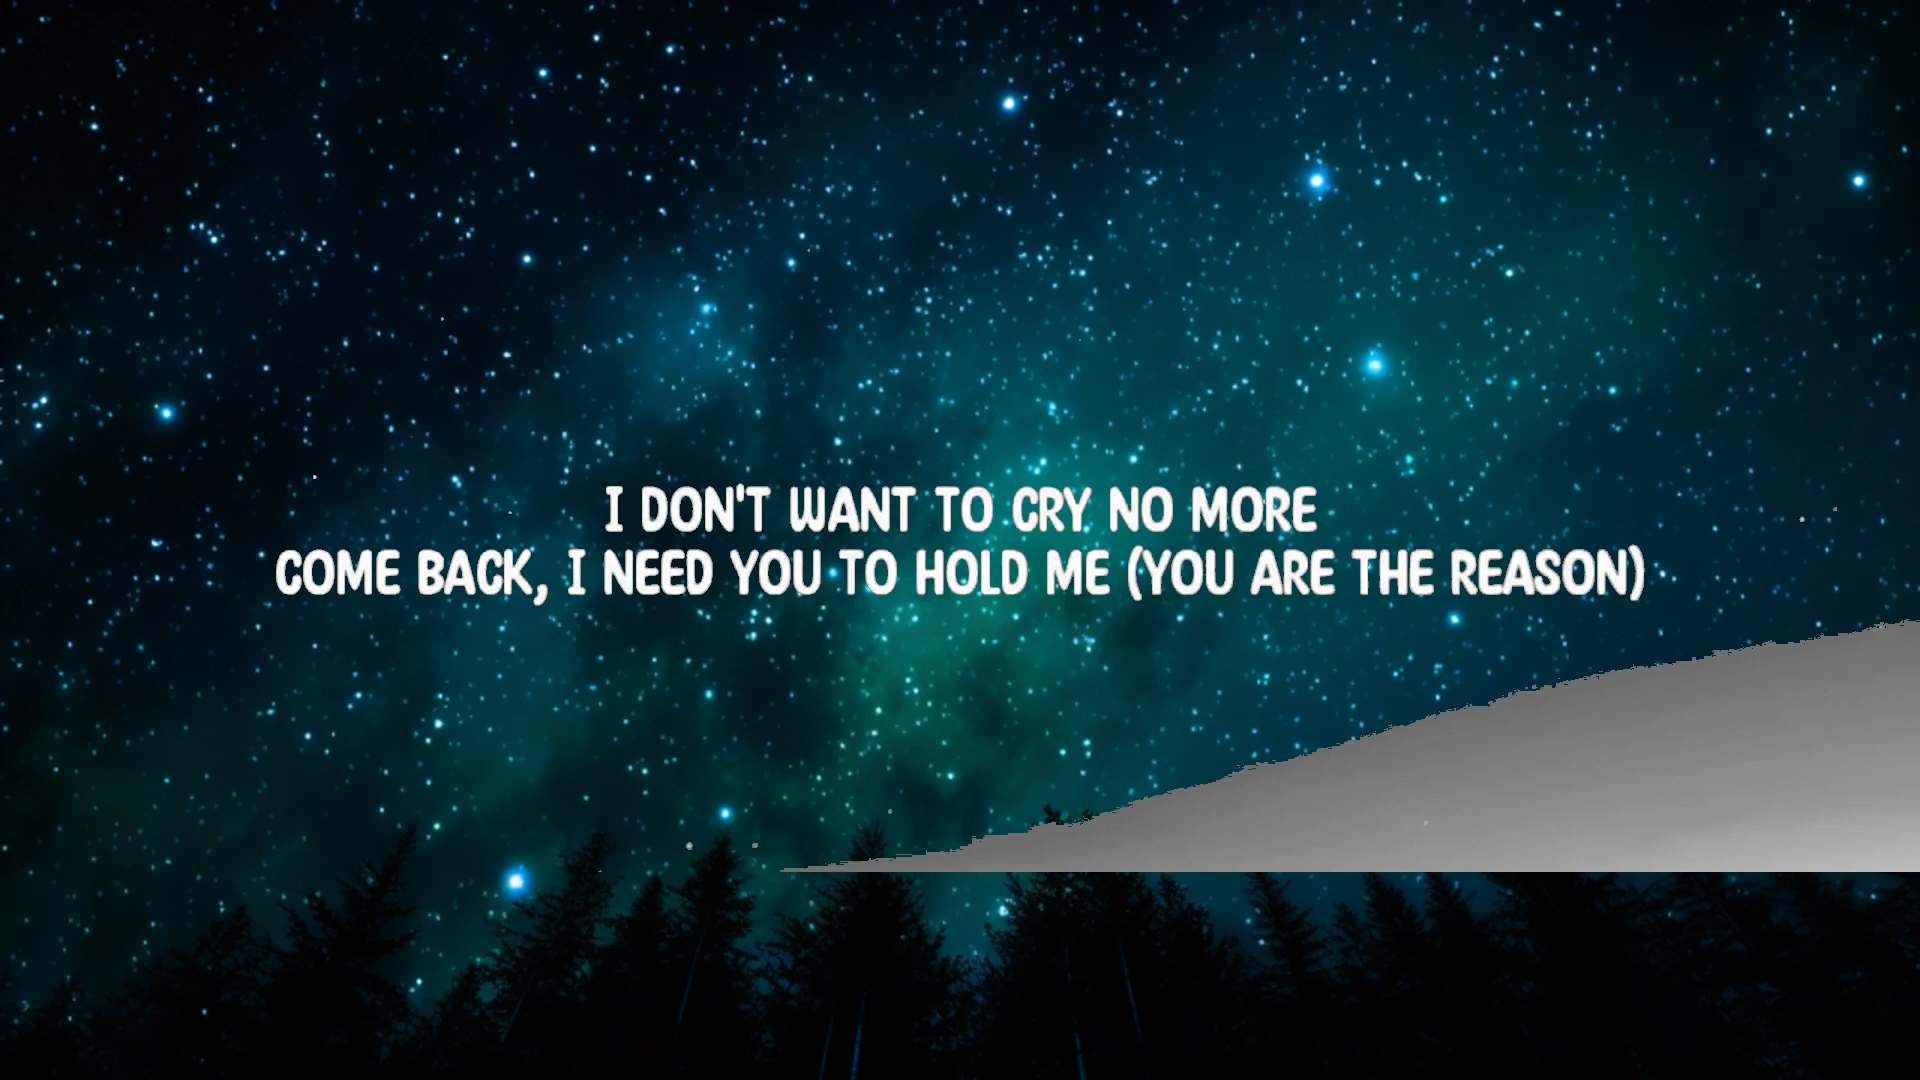 I DON'T WANT TO CRY NO MORE
COME BACK, I NEED YOU TO HOLD ME (YOU ARE THE REASON)